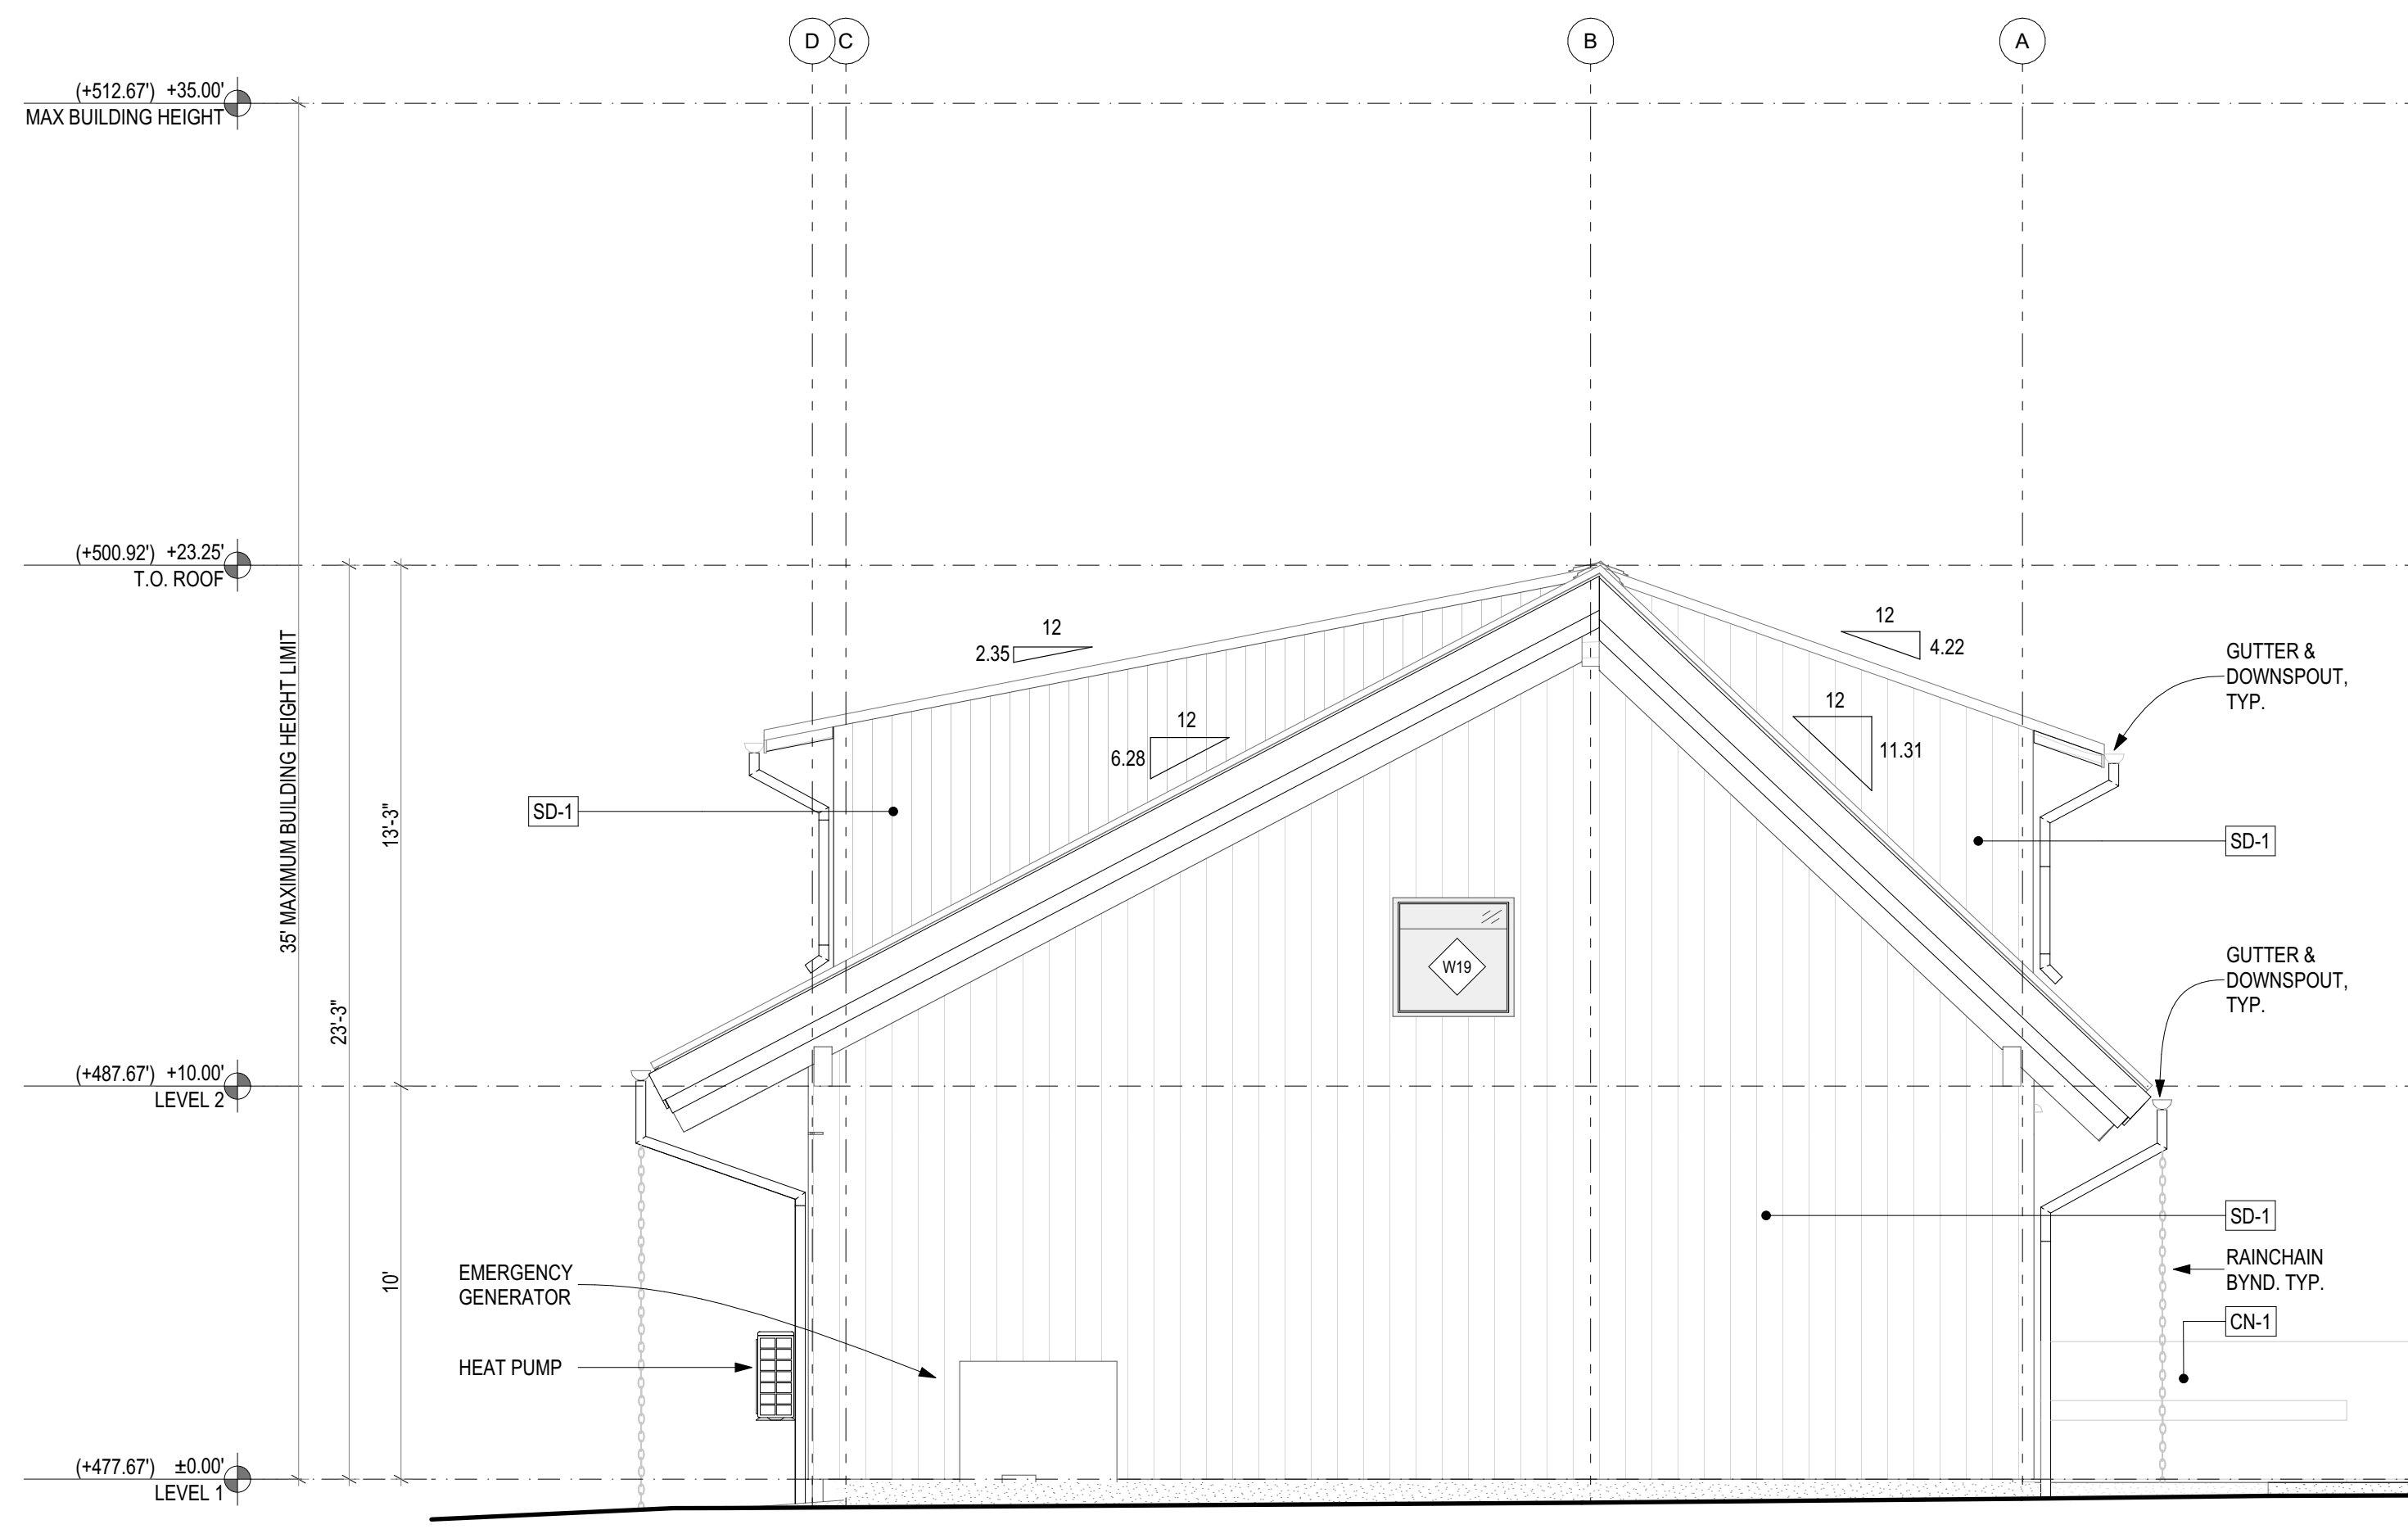 D C B A
(+512.67') +35.00'
MAX BUILDING HEIGHT
(+500.92') +23.25'
T.O. ROOF
35' MAXIMUM BUILDING HEIGHT LIMIT
12
2.35
12
4.22
GUTTER &
DOWNSPOUT,
TYP.
12
6.28
12
11.31
13'-3"
SD-1
SD-1
W19
GUTTER &
DOWNSPOUT,
TYP.
23'-3"
(+487.67') +10.00'
LEVEL 2
SD-1
10'
EMERGENCY
GENERATOR
RAINCHAIN
BYND. TYP.
CN-1
HEAT PUMP
(+477.67') ±0.00'
LEVEL 1